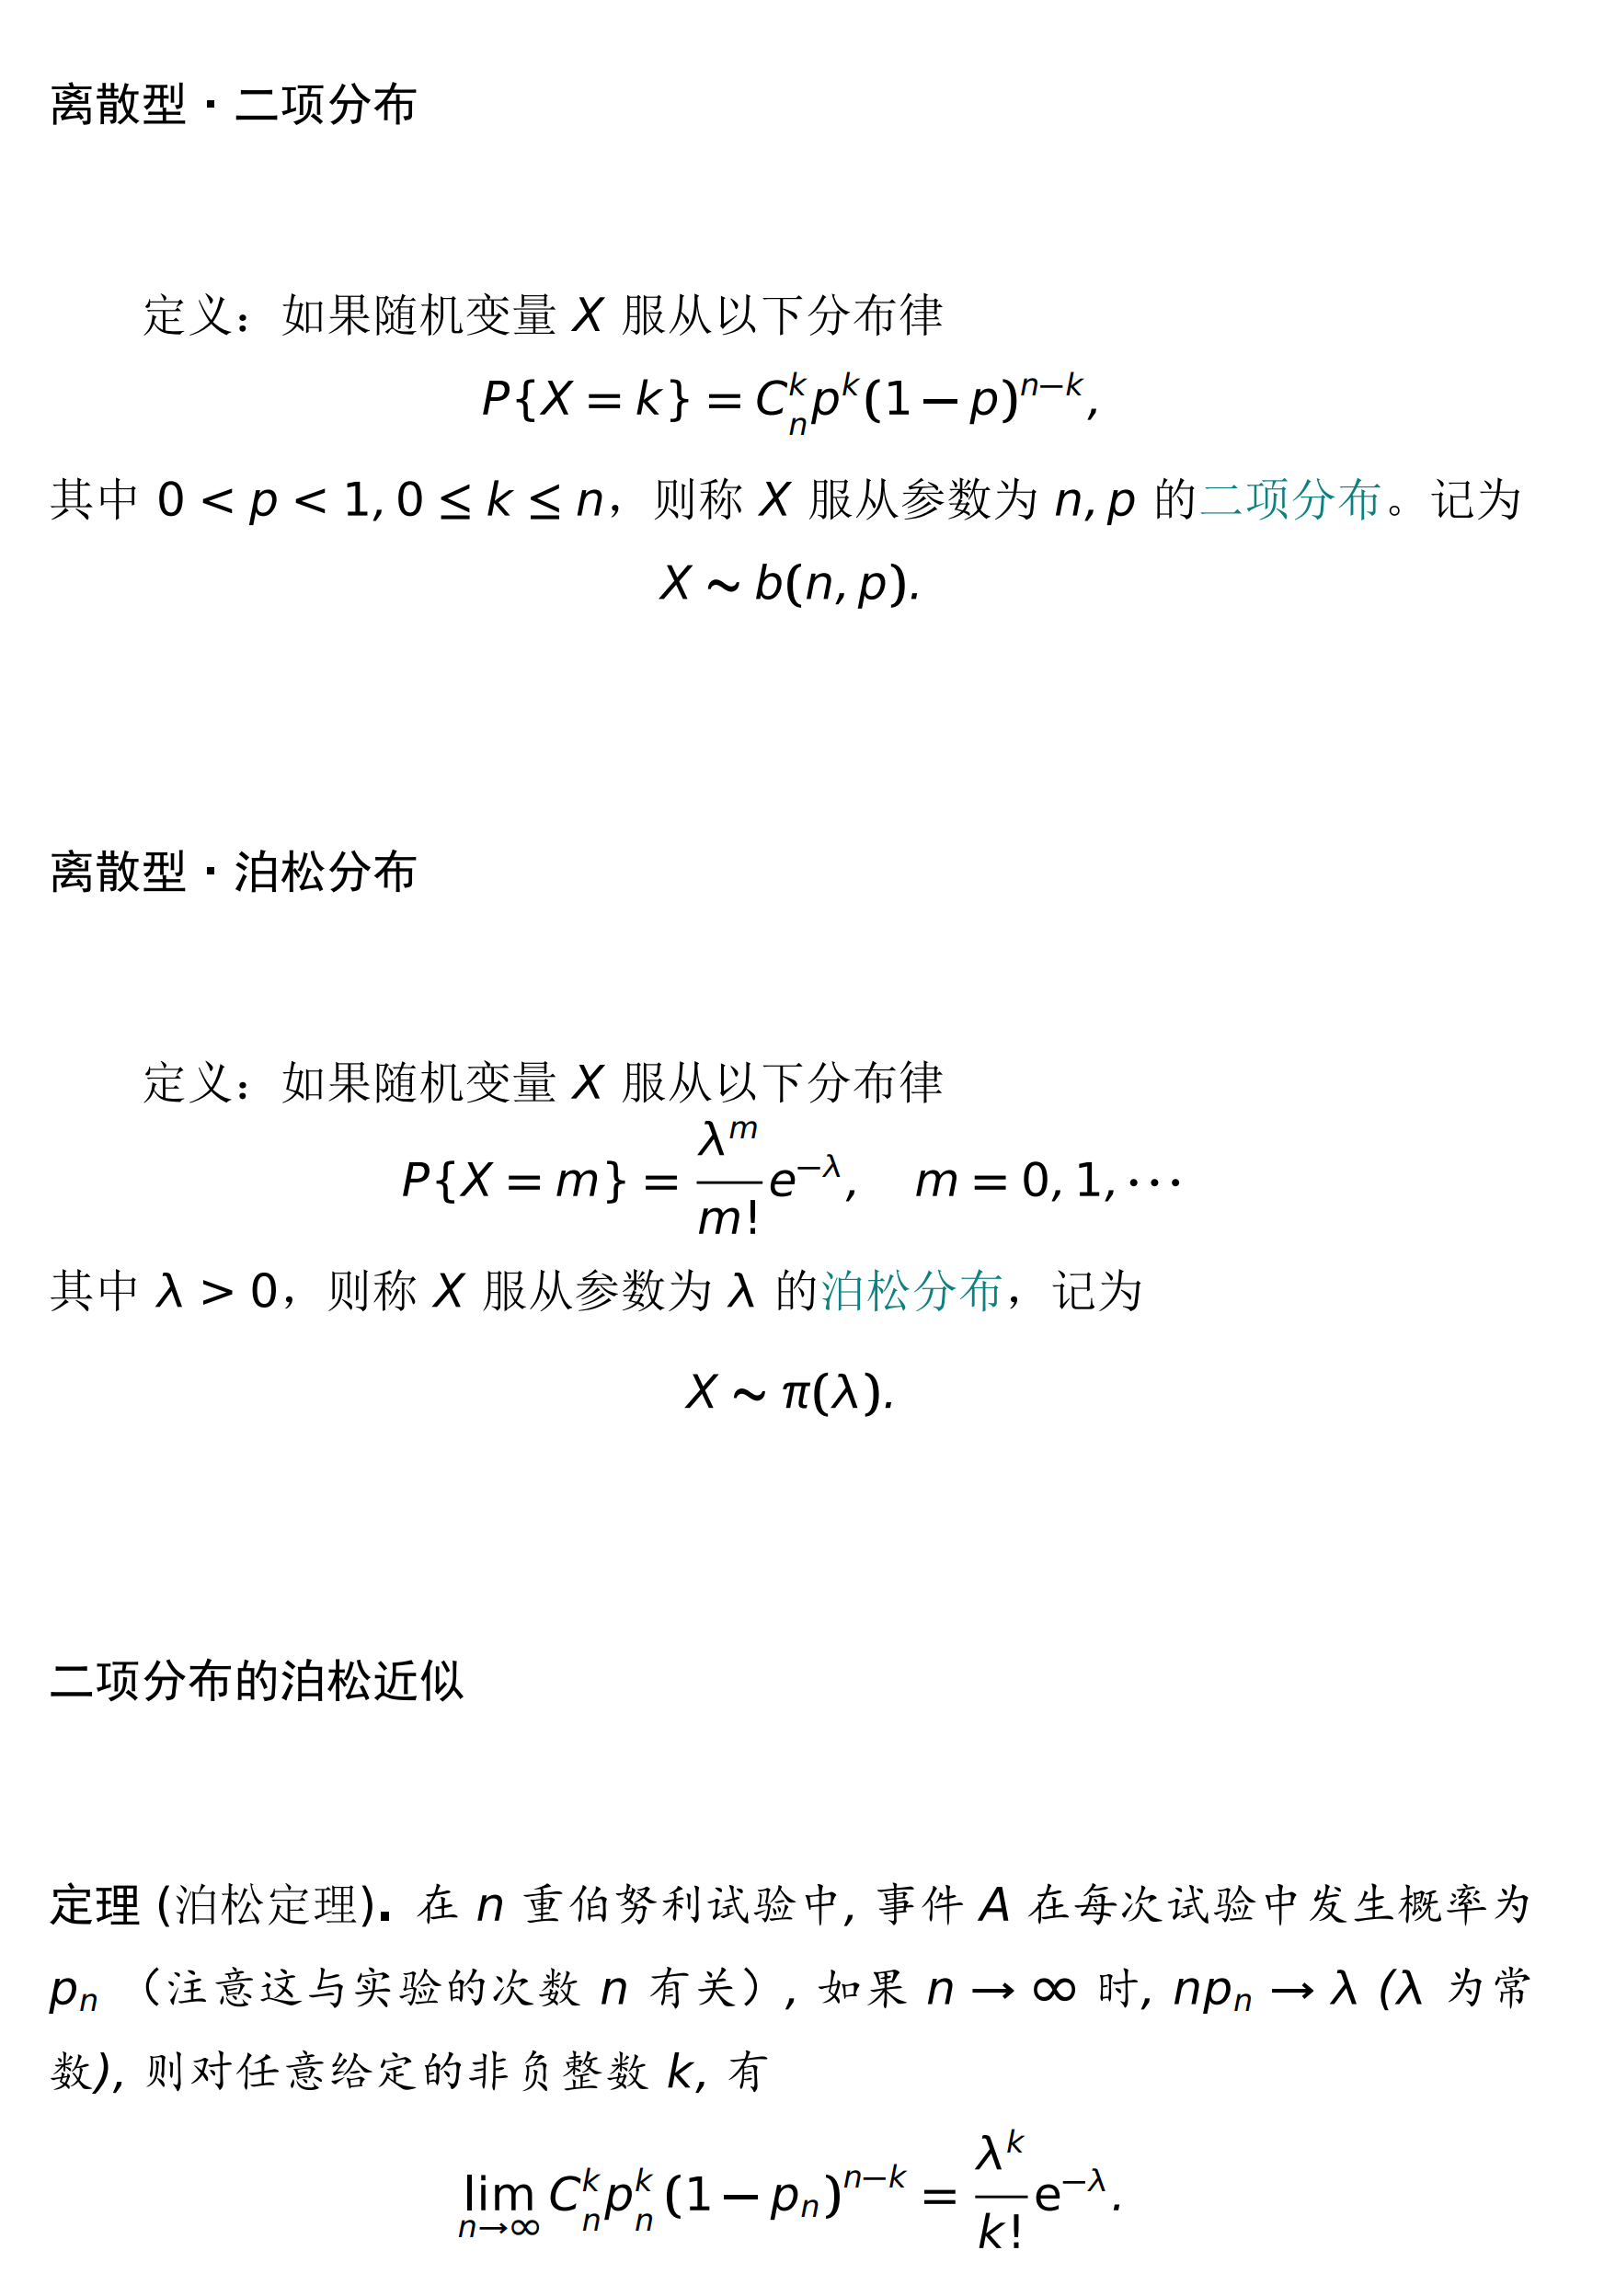 离散型 · 二项分布
定义：如果随机变量 X 服从以下分布律
$P\{X = k\} = C_n^k p^k (1 - p)^{n-k},$
其中 $0 < p < 1, 0 \leq k \leq n$，则称 X 服从参数为 $n, p$ 的二项分布。记为
$X \sim b(n, p).$
离散型 · 泊松分布
定义：如果随机变量 X 服从以下分布律
$P\{X = m\} = \frac{\lambda^m}{m!} e^{-\lambda}, \quad m = 0, 1, \cdots$
其中 $\lambda > 0$，则称 X 服从参数为 $\lambda$ 的泊松分布，记为
$X \sim \pi(\lambda).$
二项分布的泊松近似
定理 (泊松定理). 在 n 重伯努利试验中, 事件 A 在每次试验中发生概率为
$p_n$（注意这与实验的次数 n 有关）, 如果 $n \to \infty$ 时, $np_n \to \lambda$ ($\lambda$ 为常
数), 则对任意给定的非负整数 k, 有
$\lim_{n \to \infty} C_n^k p_n^k (1 - p_n)^{n-k} = \frac{\lambda^k}{k!} \mathrm{e}^{-\lambda}.$